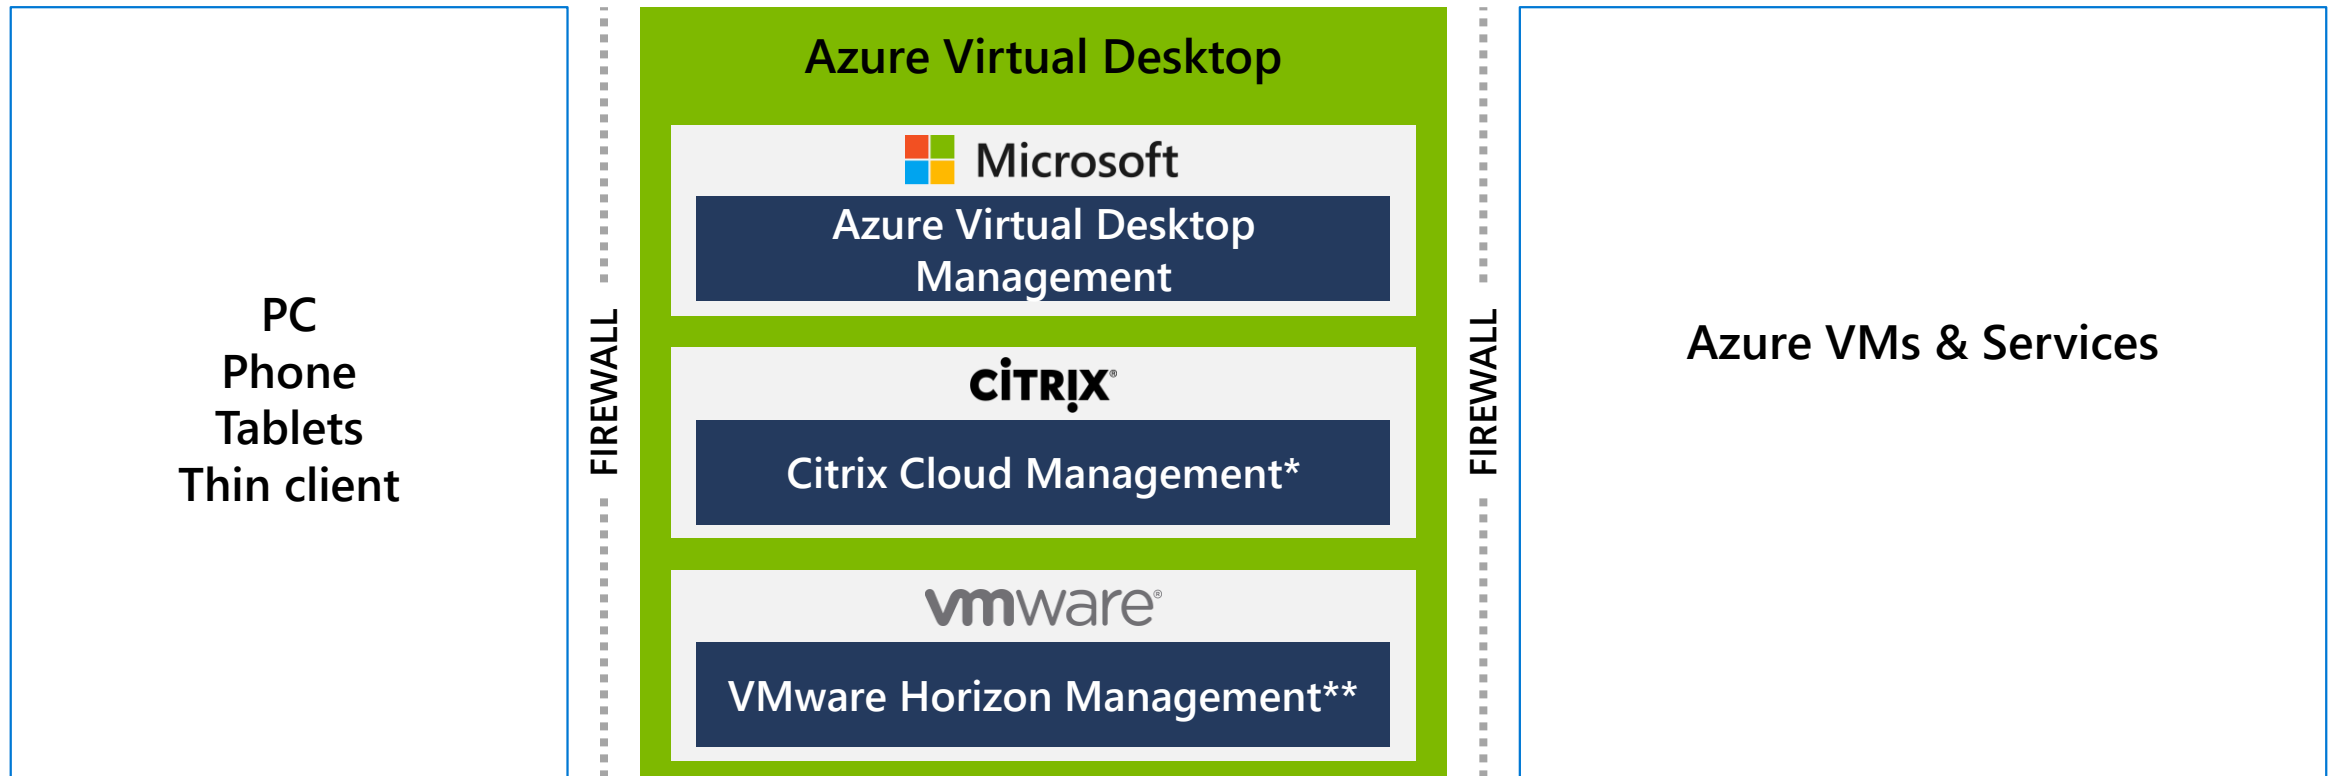 PC
Phone
Tablets
Thin client
FIREWALL
Azure Virtual Desktop
Microsoft
Azure Virtual Desktop
Management
CiTRIX®
Citrix Cloud Management*
vmware®
VMware Horizon Management**
FIREWALL
Azure VMs & Services